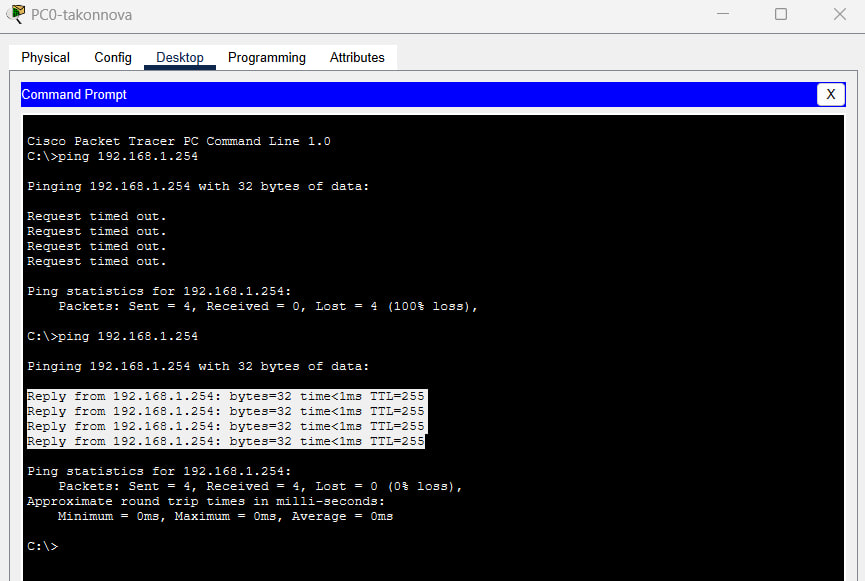 PC0-takonnova
Physical Config Desktop Programming Attributes
Command Prompt X
Cisco Packet Tracer PC Command Line 1.0
C:\>ping 192.168.1.254
Pinging 192.168.1.254 with 32 bytes of data:
Request timed out.
Request timed out.
Request timed out.
Request timed out.
Ping statistics for 192.168.1.254:
    Packets: Sent = 4, Received = 0, Lost = 4 (100% loss),
C:\>ping 192.168.1.254
Pinging 192.168.1.254 with 32 bytes of data:
Reply from 192.168.1.254: bytes=32 time<1ms TTL=255
Reply from 192.168.1.254: bytes=32 time<1ms TTL=255
Reply from 192.168.1.254: bytes=32 time<1ms TTL=255
Reply from 192.168.1.254: bytes=32 time<1ms TTL=255
Ping statistics for 192.168.1.254:
    Packets: Sent = 4, Received = 4, Lost = 0 (0% loss),
Approximate round trip times in milli-seconds:
    Minimum = 0ms, Maximum = 0ms, Average = 0ms
C:\>